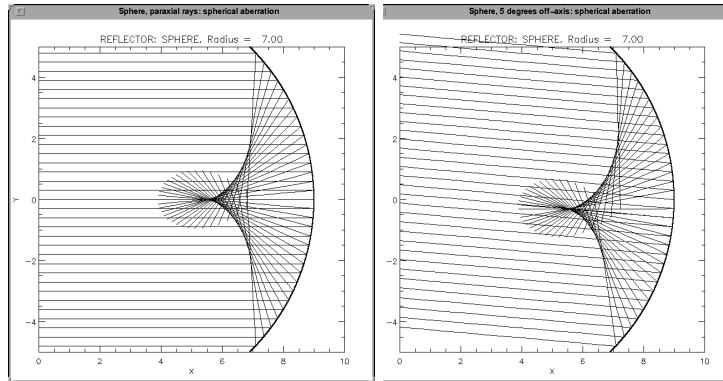 Sphere, paraxial rays: spherical aberration
REFLECTOR: SPHERE. Radius = 7.00
4
2
0
-2
-4
Y
0 2 4 6 8 10
X
Sphere, 5 degrees off-axis: spherical aberration
REFLECTOR: SPHERE. Radius = 7.00
4
2
0
-2
-4
0 2 4 6 8 10
X